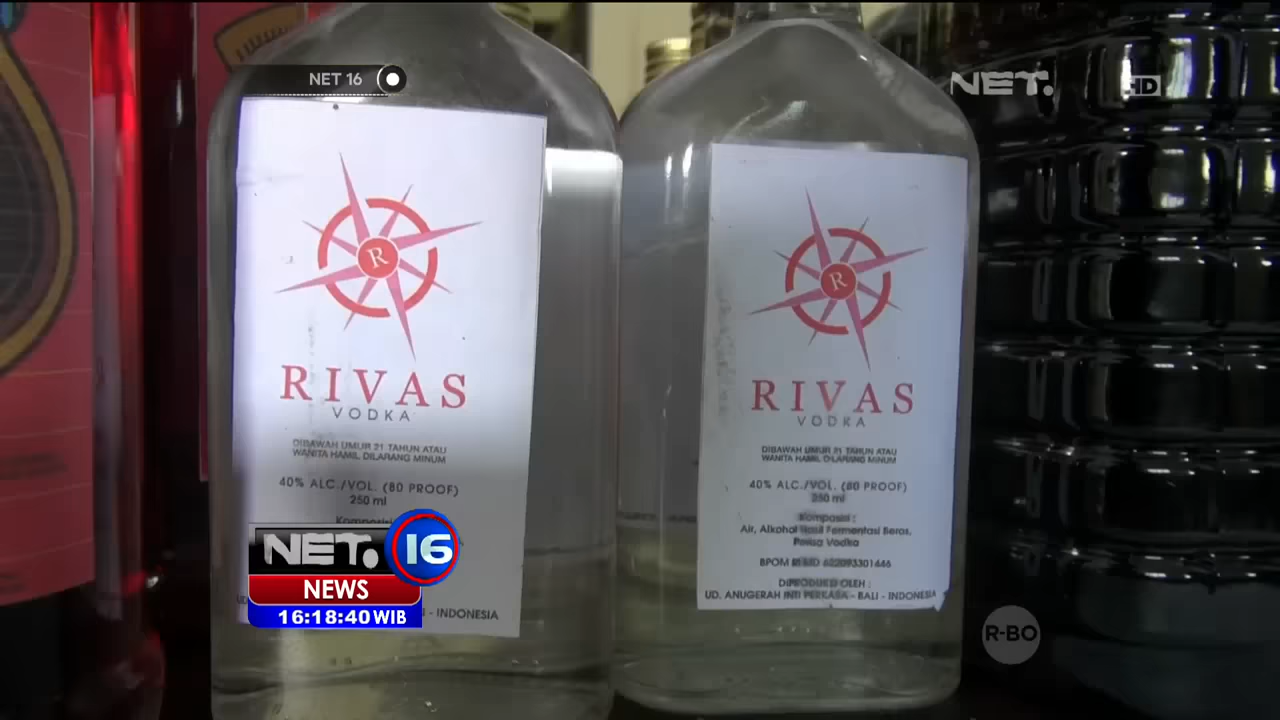 NET 16
NET. HD
R
RIVAS
VODKA
DIBAWAH UMUR 21 TAHUN ATAU
WANITA HAMIL DILARANG MINUM
40% ALC./VOL. (80 PROOF)
250 ml
Komposisi
- INDONESIA
R
RIVAS
VODKA
DIBAWAH UMUR 21 TAHUN ATAU
WANITA HAMIL DILARANG MINUM
40% ALC./VOL. (80 PROOF)
250 ml
Komposisi :
Air, Alkohol Hasil Fermentasi Beras,
Perisa Vodka
BPOM RI MD
DIPRODUKSI OLEH :
UD. ANUGERAH INTI PERKASA - BALI - INDONESIA
NET. 16
NEWS
16:18:40 WIB
R-BO